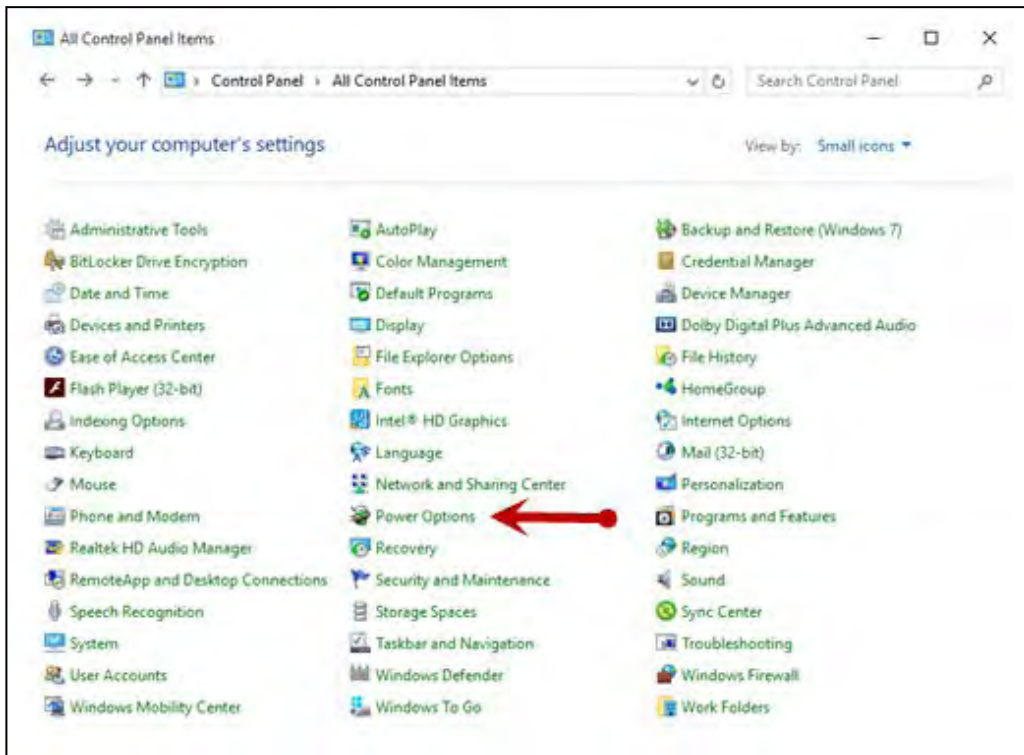 All Control Panel Items
Control Panel › All Control Panel Items Search Control Panel
Adjust your computer's settings View by: Small icons
Administrative Tools AutoPlay Backup and Restore (Windows 7)
BitLocker Drive Encryption Color Management Credential Manager
Date and Time Default Programs Device Manager
Devices and Printers Display Dolby Digital Plus Advanced Audio
Ease of Access Center File Explorer Options File History
Flash Player (32-bit) Fonts HomeGroup
Indexing Options Intel® HD Graphics Internet Options
Keyboard Language Mail (32-bit)
Mouse Network and Sharing Center Personalization
Phone and Modem Power Options Programs and Features
Realtek HD Audio Manager Recovery Region
RemoteApp and Desktop Connections Security and Maintenance Sound
Speech Recognition Storage Spaces Sync Center
System Taskbar and Navigation Troubleshooting
User Accounts Windows Defender Windows Firewall
Windows Mobility Center Windows To Go Work Folders